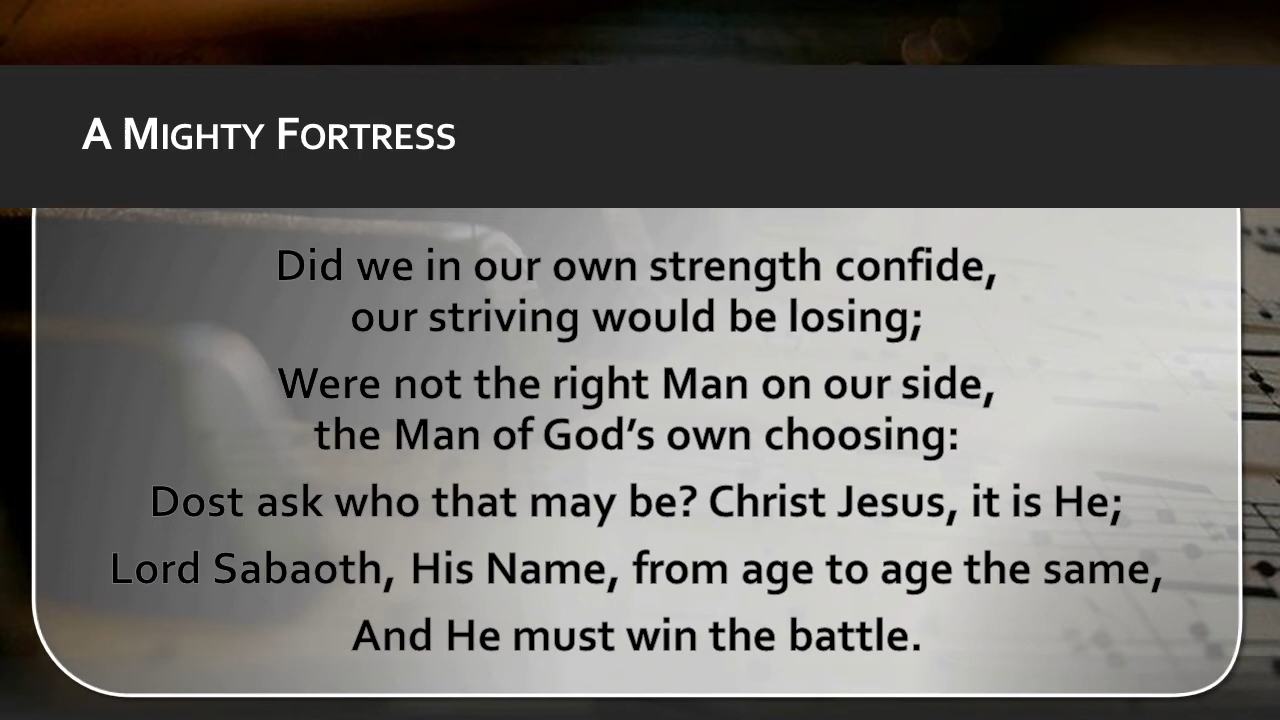 A Mighty Fortress
Did we in our own strength confide,
our striving would be losing;
Were not the right Man on our side,
the Man of God’s own choosing:
Dost ask who that may be? Christ Jesus, it is He;
Lord Sabaoth, His Name, from age to age the same,
And He must win the battle.